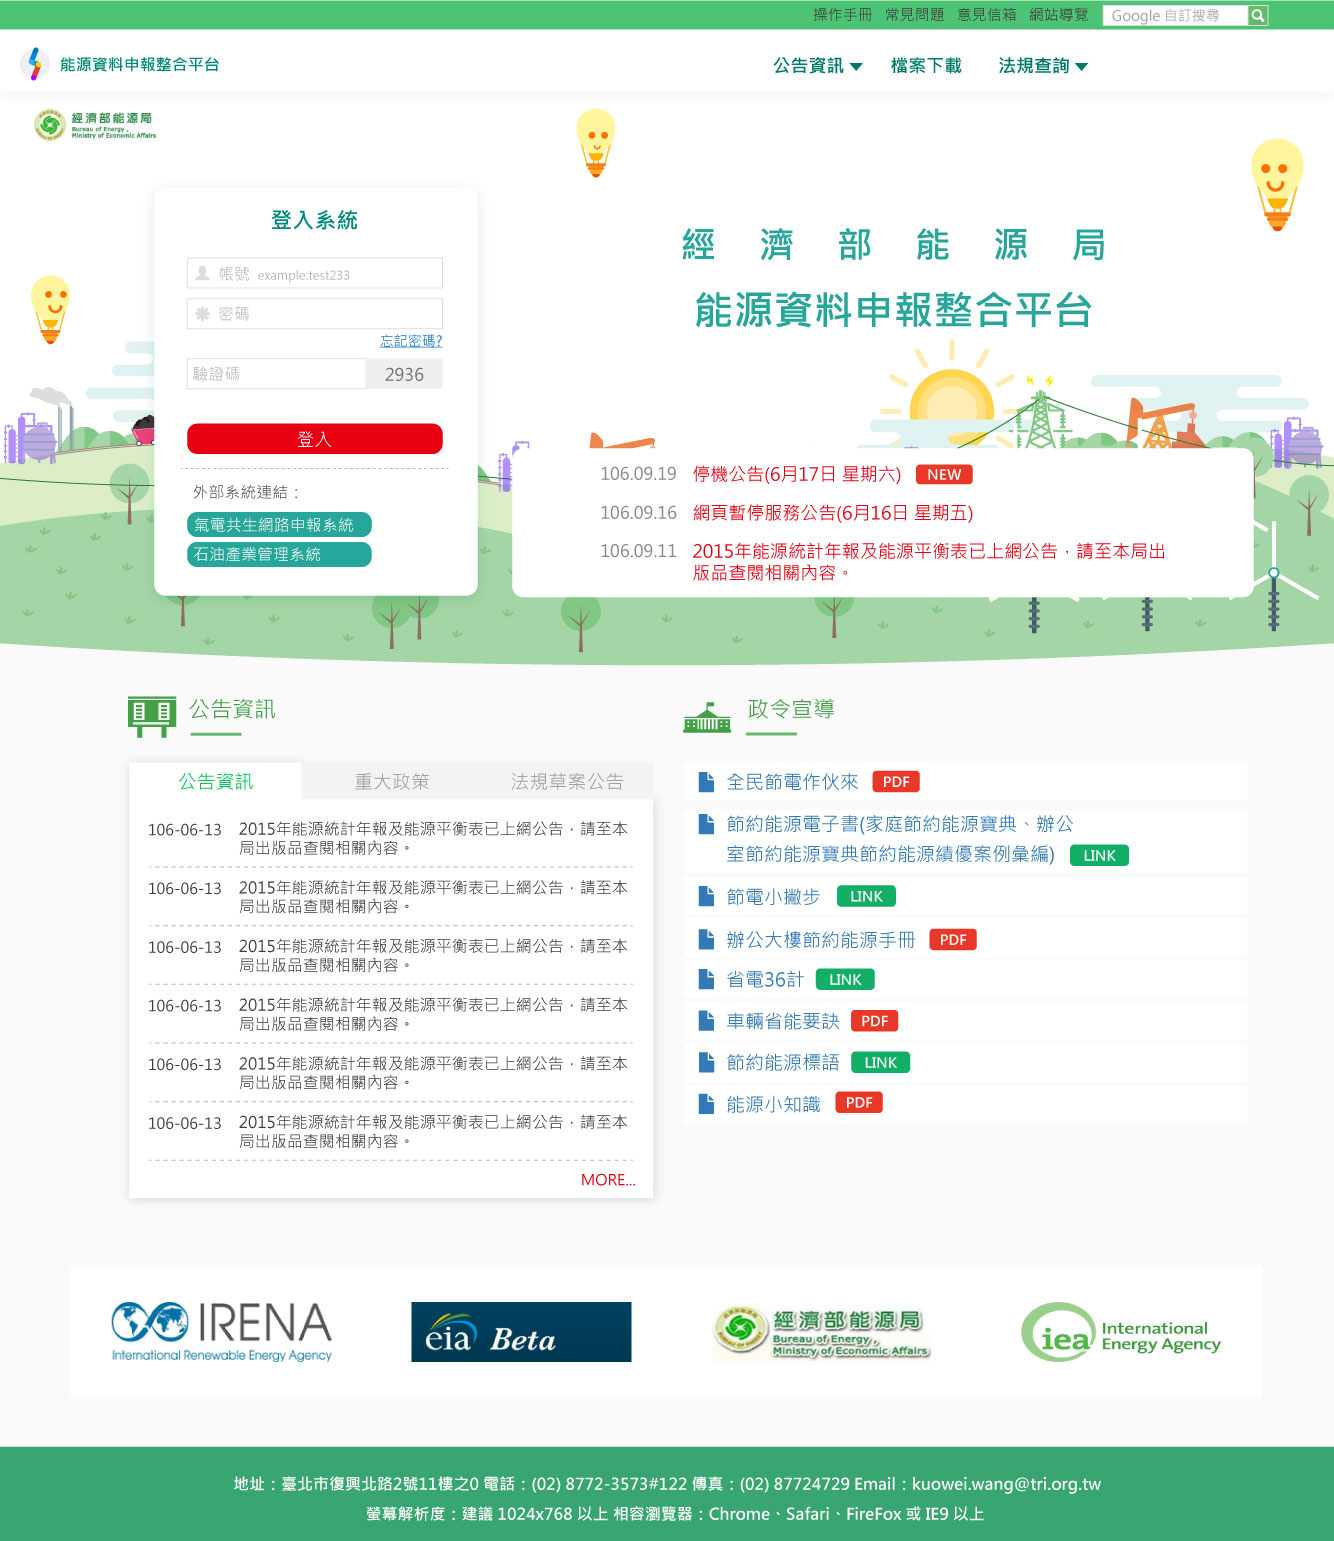 操作手冊 常見問題 意見信箱 網站導覽 Google 自訂搜尋
能源資料申報整合平台
公告資訊 檔案下載 法規查詢
經濟部能源局
Bureau of Energy,
Ministry of Economic Affairs
登入系統
帳號 example:test233
密碼
忘記密碼?
驗證碼 2936
登入
外部系統連結：
氣電共生網路申報系統
石油產業管理系統
經濟部能源局
能源資料申報整合平台
106.09.19 停機公告(6月17日 星期六) NEW
106.09.16 網頁暫停服務公告(6月16日 星期五)
106.09.11 2015年能源統計年報及能源平衡表已上網公告，請至本局出
版品查閱相關內容。
公告資訊
公告資訊 重大政策 法規草案公告
106-06-13 2015年能源統計年報及能源平衡表已上網公告，請至本
局出版品查閱相關內容。
106-06-13 2015年能源統計年報及能源平衡表已上網公告，請至本
局出版品查閱相關內容。
106-06-13 2015年能源統計年報及能源平衡表已上網公告，請至本
局出版品查閱相關內容。
106-06-13 2015年能源統計年報及能源平衡表已上網公告，請至本
局出版品查閱相關內容。
106-06-13 2015年能源統計年報及能源平衡表已上網公告，請至本
局出版品查閱相關內容。
106-06-13 2015年能源統計年報及能源平衡表已上網公告，請至本
局出版品查閱相關內容。
MORE...
政令宣導
全民節電作伙來 PDF
節約能源電子書(家庭節約能源寶典、辦公
室節約能源寶典節約能源績優案例彙編) LINK
節電小撇步 LINK
辦公大樓節約能源手冊 PDF
省電36計 LINK
車輛省能要訣 PDF
節約能源標語 LINK
能源小知識 PDF
IRENA
International Renewable Energy Agency
eia Beta
經濟部能源局
Bureau of Energy,
Ministry of Economic Affairs
iea International
Energy Agency
地址：臺北市復興北路2號11樓之0 電話：(02) 8772-3573#122 傳真：(02) 87724729 Email：kuowei.wang@tri.org.tw
螢幕解析度：建議 1024x768 以上 相容瀏覽器：Chrome、Safari、FireFox 或 IE9 以上